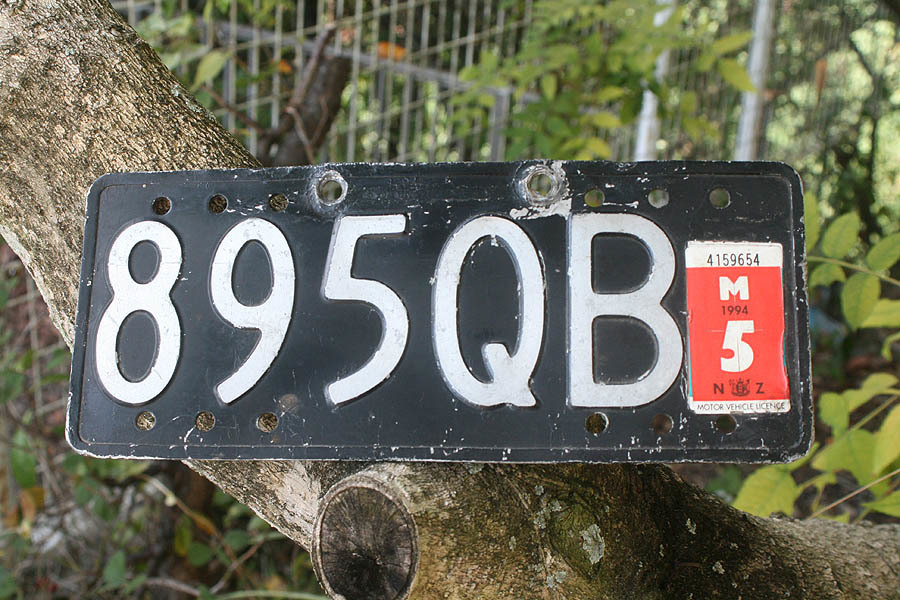 895QB
4159654
M
1994
5
N Z
MOTOR VEHICLE LICENCE